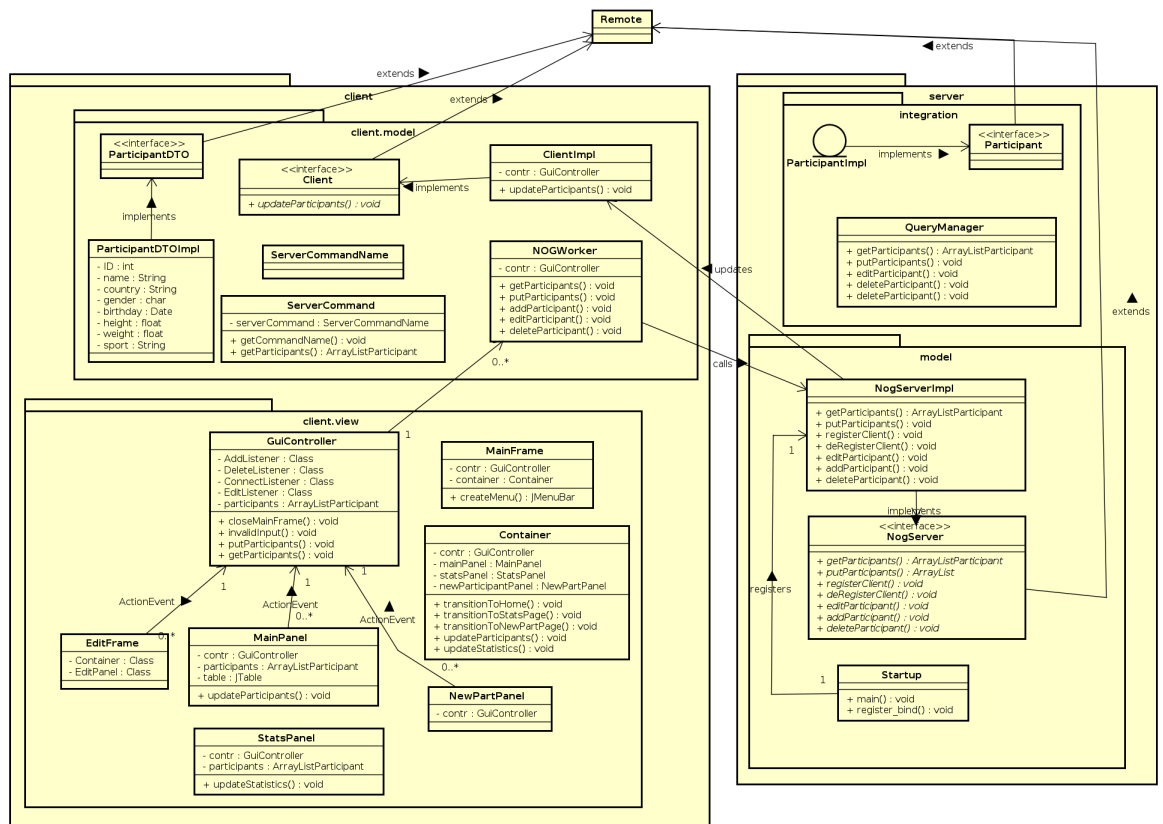 Remote
extends
extends
extends
client
client.model
<<interface>>
ParticipantDTO
<<interface>>
Client
+ updateParticipants() : void
ClientImpl
- contr : GuiController
+ updateParticipants() : void
implements
implements
ParticipantDTOImpl
- ID : int
- name : String
- country : String
- gender : char
- birthday : Date
- height : float
- weight : float
- sport : String
ServerCommandName
ServerCommand
- serverCommand : ServerCommandName
+ getCommandName() : void
+ getParticipants() : ArrayListParticipant
NOGWorker
- contr : GuiController
+ getParticipants() : void
+ putParticipants() : void
+ addParticipant() : void
+ editParticipant() : void
+ deleteParticipant() : void
updates
0..*
calls
1
client.view
GuiController
- AddListener : Class
- DeleteListener : Class
- ConnectListener : Class
- EditListener : Class
- participants : ArrayListParticipant
+ closeMainFrame() : void
+ invalidInput() : void
+ putParticipants() : void
+ getParticipants() : void
MainFrame
- contr : GuiController
- container : Container
+ createMenu() : JMenuBar
Container
- contr : GuiController
- mainPanel : MainPanel
- statsPanel : StatsPanel
- newParticipantPanel : NewPartPanel
+ transitionToHome() : void
+ transitionToStatsPage() : void
+ transitionToNewPartPage() : void
+ updateParticipants() : void
+ updateStatistics() : void
1
1
1
ActionEvent
ActionEvent
ActionEvent
0..*
0..*
0..*
EditFrame
- Container : Class
- EditPanel : Class
MainPanel
- contr : GuiController
- participants : ArrayListParticipant
- table : JTable
+ updateParticipants() : void
NewPartPanel
- contr : GuiController
StatsPanel
- contr : GuiController
- participants : ArrayListParticipant
+ updateStatistics() : void
server
integration
ParticipantImpl
implements
<<interface>>
Participant
QueryManager
+ getParticipants() : ArrayListParticipant
+ putParticipants() : void
+ editParticipant() : void
+ deleteParticipant() : void
+ deleteParticipant() : void
extends
model
NogServerImpl
+ getParticipants() : ArrayListParticipant
+ putParticipants() : void
+ registerClient() : void
+ deRegisterClient() : void
+ editParticipant() : void
+ addParticipant() : void
+ deleteParticipant() : void
1
implements
<<interface>>
NogServer
+ getParticipants() : ArrayListParticipant
+ putParticipants() : ArrayList
+ registerClient() : void
+ deRegisterClient() : void
+ editParticipant() : void
+ addParticipant() : void
+ deleteParticipant() : void
registers
1
Startup
+ main() : void
+ register_bind() : void